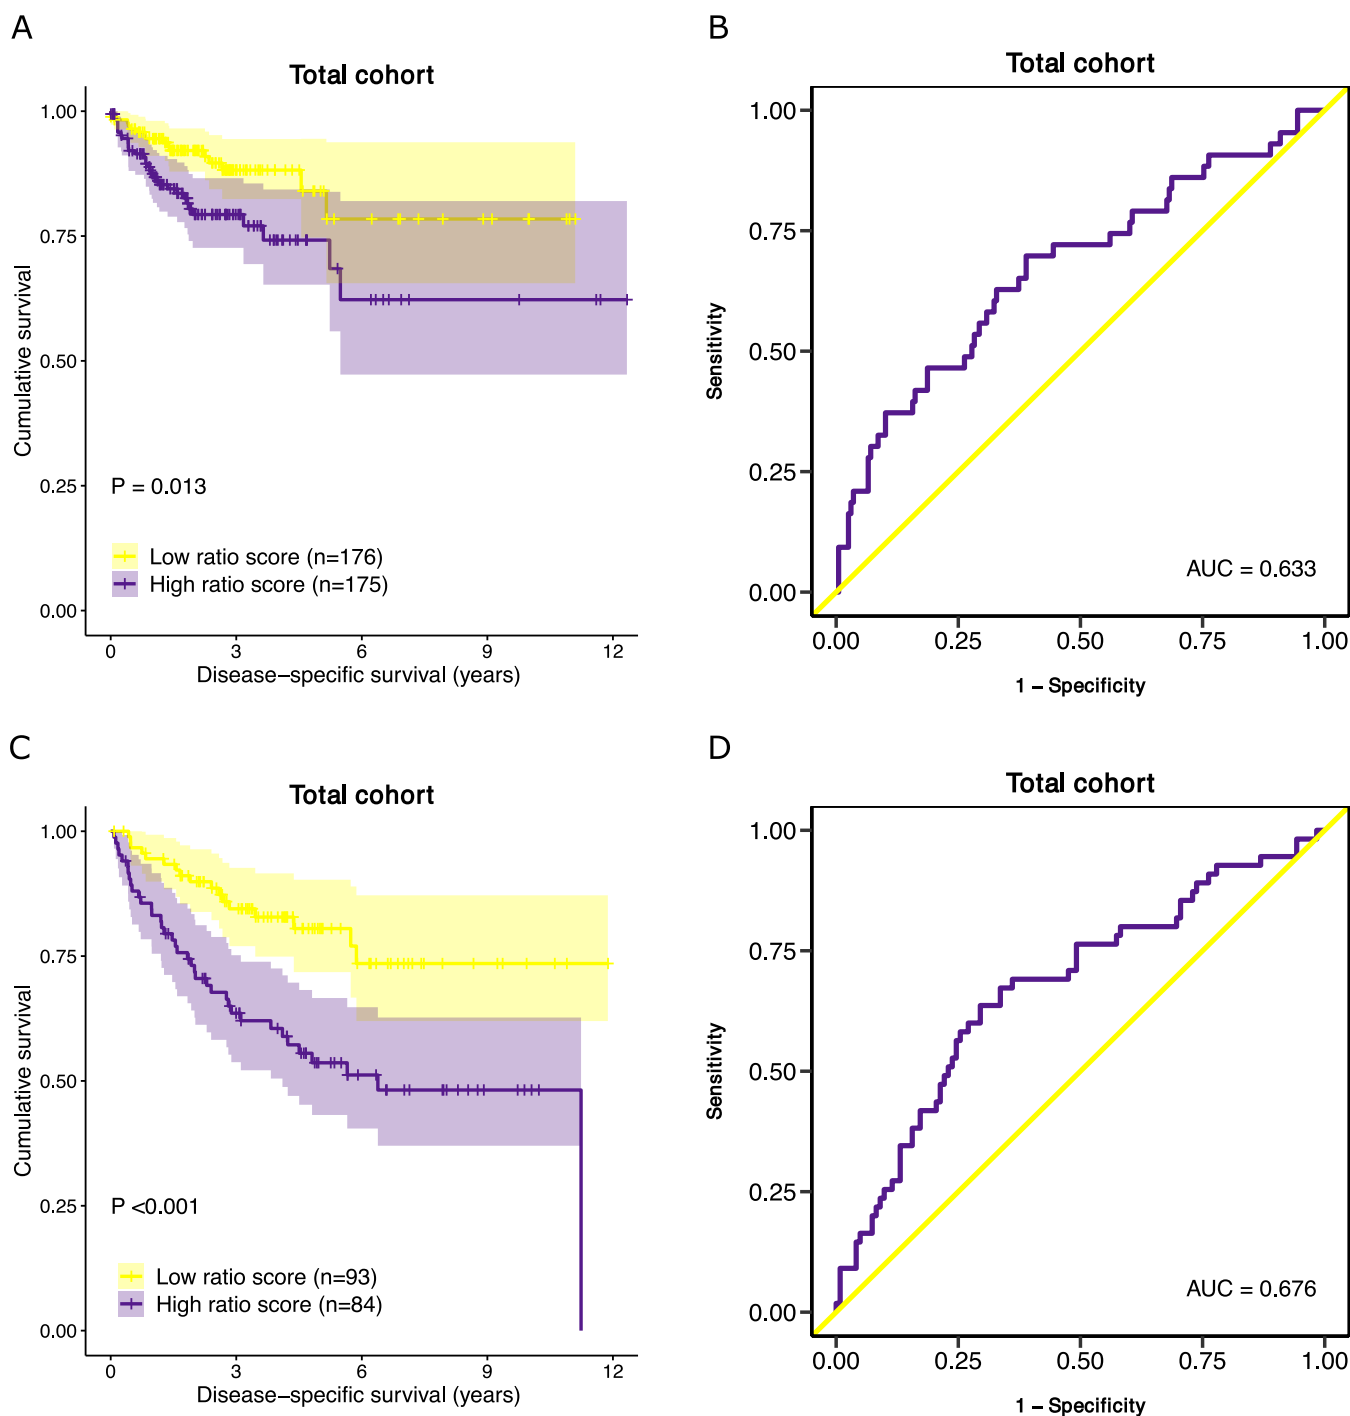 A
Total cohort
1.00
0.75
0.50
0.25
0.00
Cumulative survival
P = 0.013
Low ratio score (n=176)
High ratio score (n=175)
0 3 6 9 12
Disease–specific survival (years)
B
Total cohort
1.00
0.75
0.50
0.25
0.00
Sensitivity
AUC = 0.633
0.00 0.25 0.50 0.75 1.00
1 – Specificity
C
Total cohort
1.00
0.75
0.50
0.25
0.00
Cumulative survival
P <0.001
Low ratio score (n=93)
High ratio score (n=84)
0 3 6 9 12
Disease–specific survival (years)
D
Total cohort
1.00
0.75
0.50
0.25
0.00
Sensitivity
AUC = 0.676
0.00 0.25 0.50 0.75 1.00
1 – Specificity